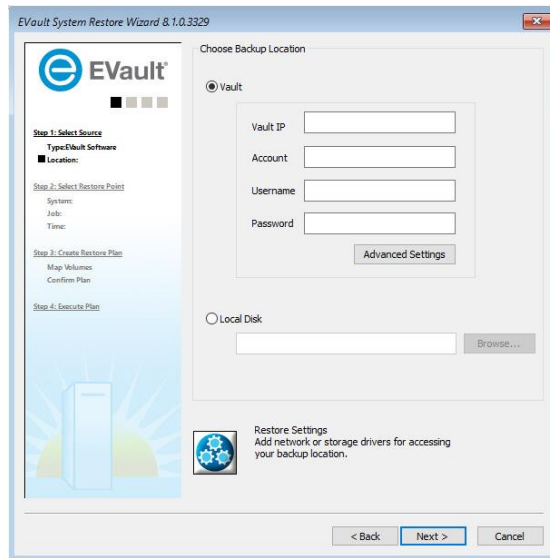 EVault System Restore Wizard 8.1.0.3329
EVault
Step 1: Select Source
Type:EVault Software
Location:
Step 2: Select Restore Point
System:
Job:
Time:
Step 3: Create Restore Plan
Map Volumes
Confirm Plan
Step 4: Execute Plan
Choose Backup Location
Vault
Vault IP
Account
Username
Password
Advanced Settings
Local Disk
Browse...
Restore Settings
Add network or storage drivers for accessing
your backup location.
< Back
Next >
Cancel